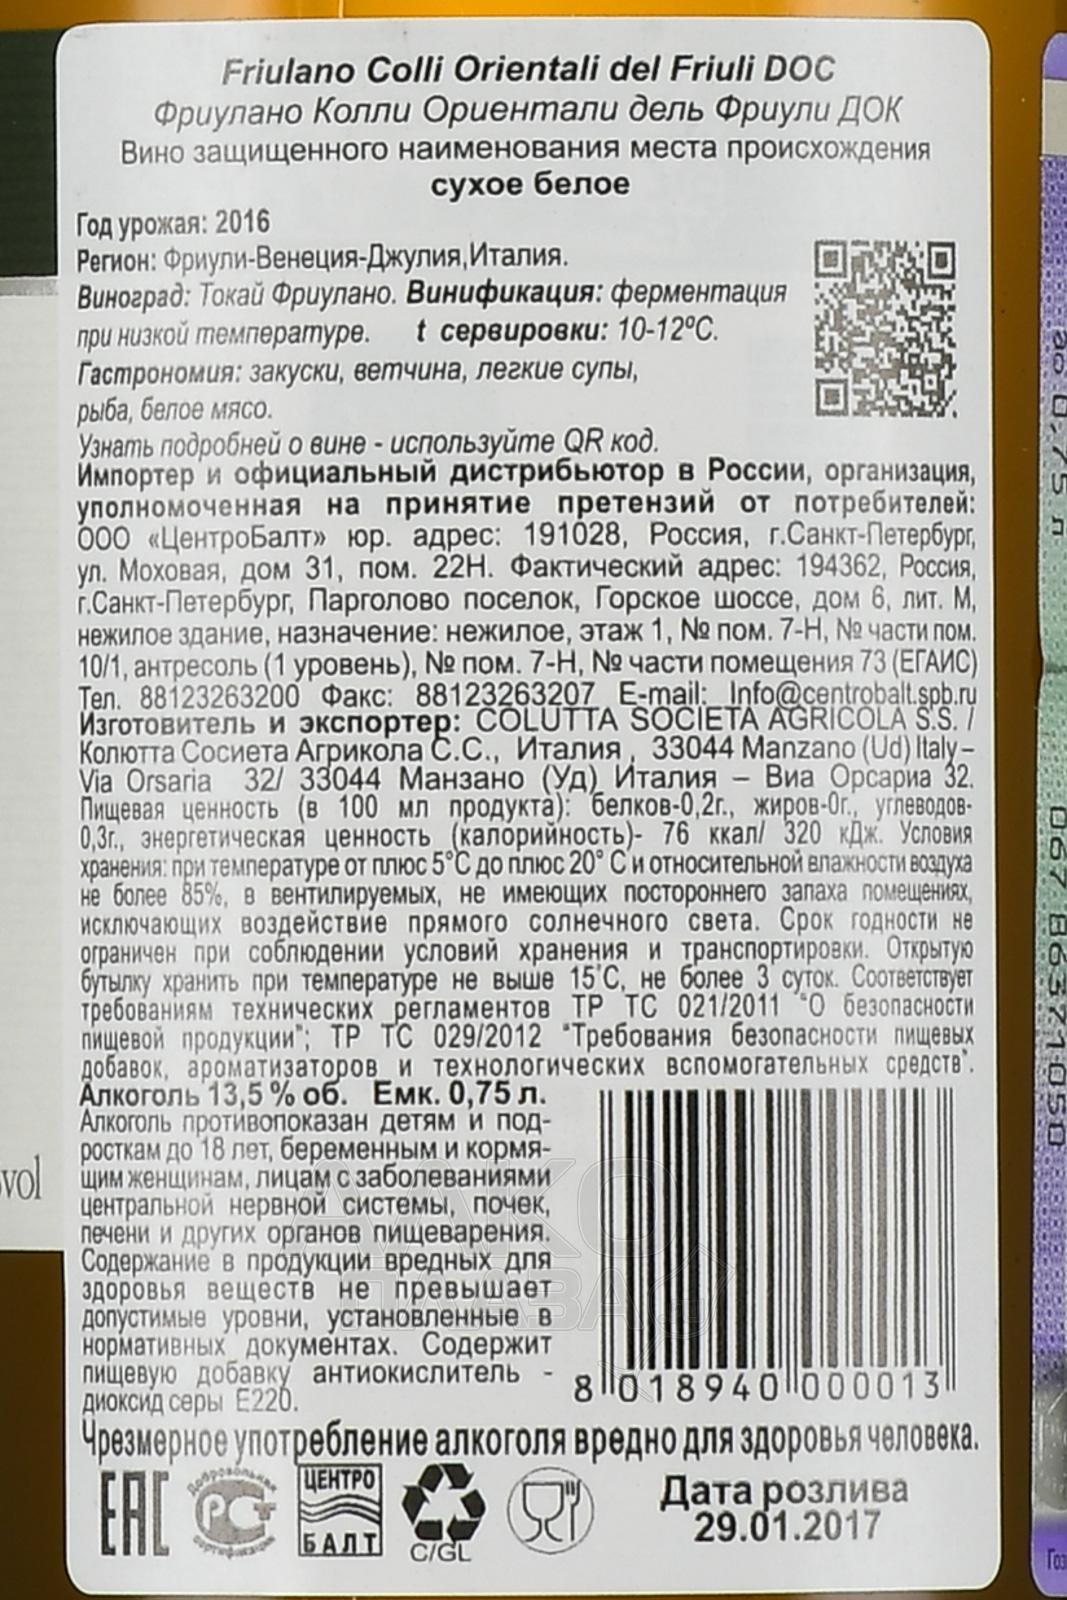 Friulano Colli Orientali del Friuli DOC
Фриулано Колли Ориентали дель Фриули ДОК
Вино защищенного наименования места происхождения
сухое белое
Год урожая: 2016
Регион: Фриули-Венеция-Джулия,Италия.
Виноград: Токай Фриулано. Винификация: ферментация
при низкой температуре. t сервировки: 10-12ºС.
Гастрономия: закуски, ветчина, легкие супы,
рыба, белое мясо.
Узнать подробней о вине - используйте QR код.
Импортер и официальный дистрибьютор в России, организация,
уполномоченная на принятие претензий от потребителей:
ООО «ЦентроБалт» юр. адрес: 191028, Россия, г.Санкт-Петербург,
ул. Моховая, дом 31, пом. 22Н. Фактический адрес: 194362, Россия,
г.Санкт-Петербург, Парголово поселок, Горское шоссе, дом 6, лит. М,
нежилое здание, назначение: нежилое, этаж 1, № пом. 7-Н, № части пом.
10/1, антресоль (1 уровень), № пом. 7-Н, № части помещения 73 (ЕГАИС)
Тел. 88123263200 Факс: 88123263207 E-mail: Info@centrobalt.spb.ru
Изготовитель и экспортер: COLUTTA SOCIETA AGRICOLA S.S. /
Колютта Сосиета Агрикола С.С., Италия , 33044 Manzano (Ud) Italy –
Via Orsaria 32/ 33044 Манзано (Уд) Италия – Виа Орсариа 32.
Пищевая ценность (в 100 мл продукта): белков-0,2г., жиров-0г., углеводов-
0,3г., энергетическая ценность (калорийность)- 76 ккал/ 320 кДж. Условия
хранения: при температуре от плюс 5°С до плюс 20° С и относительной влажности воздуха
не более 85%, в вентилируемых, не имеющих постороннего запаха помещениях,
исключающих воздействие прямого солнечного света. Срок годности не
ограничен при соблюдении условий хранения и транспортировки. Открытую
бутылку хранить при температуре не выше 15°С, не более 3 суток. Соответствует
требованиям технических регламентов ТР ТС 021/2011 "О безопасности
пищевой продукции"; ТР ТС 029/2012 "Требования безопасности пищевых
добавок, ароматизаторов и технологических вспомогательных средств".
Алкоголь 13,5 % об. Емк. 0,75 л.
Алкоголь противопоказан детям и под-
росткам до 18 лет, беременным и кормя-
щим женщинам, лицам с заболеваниями
центральной нервной системы, почек,
печени и других органов пищеварения.
Содержание в продукции вредных для
здоровья веществ не превышает
допустимые уровни, установленные в
нормативных документах. Содержит
пищевую добавку антиокислитель -
диоксид серы Е220.
8 018940 000013
Чрезмерное употребление алкоголя вредно для здоровья человека.
ЕАС
Добровольная
РСТ
сертификация
ЦЕНТРО
БАЛТ
C/GL
Дата розлива
29.01.2017
vol
до 0,75 л
067 86371050
АЛКО
ГЛАВА